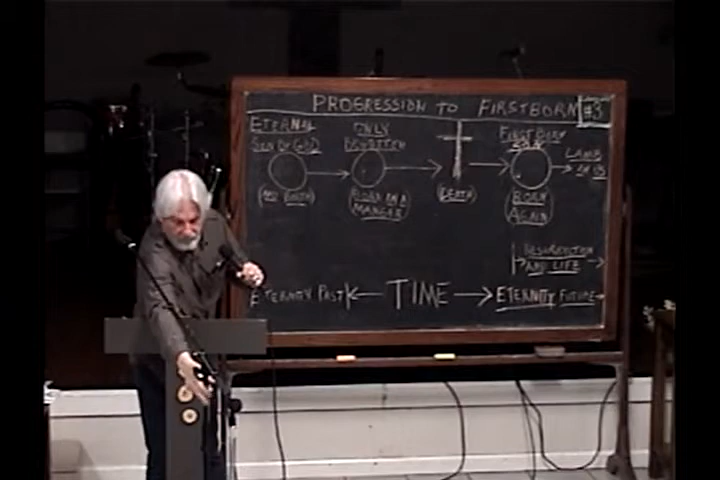 PROGRESSION TO FIRSTBORN #3
ETERNAL
SON OF GOD
(NO BIRTH)
ONLY
BEGOTTEN
(BORN IN A
MANGER)
(DEATH)
FIRST BORN
SON
(BORN
AGAIN)
LAMB
RESURRECTION
AND LIFE
ETERNITY PAST
TIME
ETERNITY FUTURE